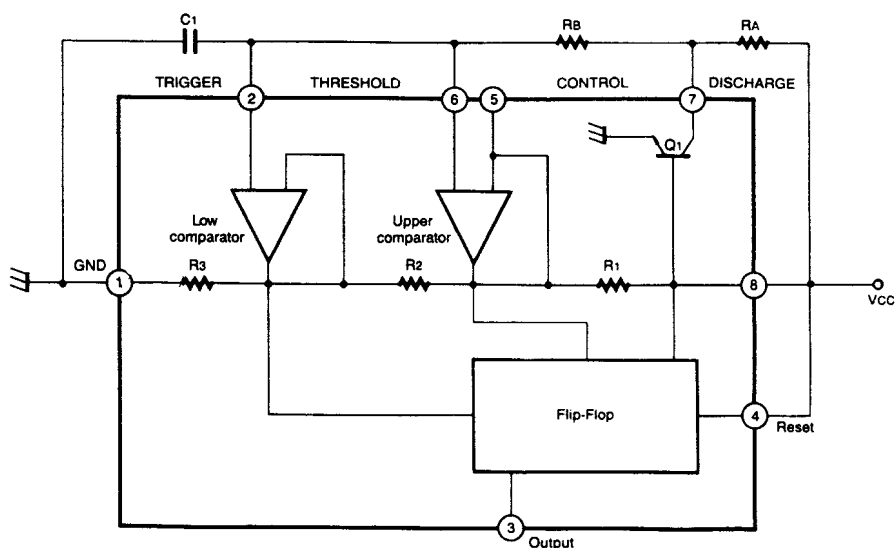 C1
RB
RA
TRIGGER
THRESHOLD
CONTROL
DISCHARGE
2
6
5
7
Q1
Low
comparator
Upper
comparator
GND
R3
R2
R1
1
8
VCC
Flip-Flop
4
Reset
3
Output